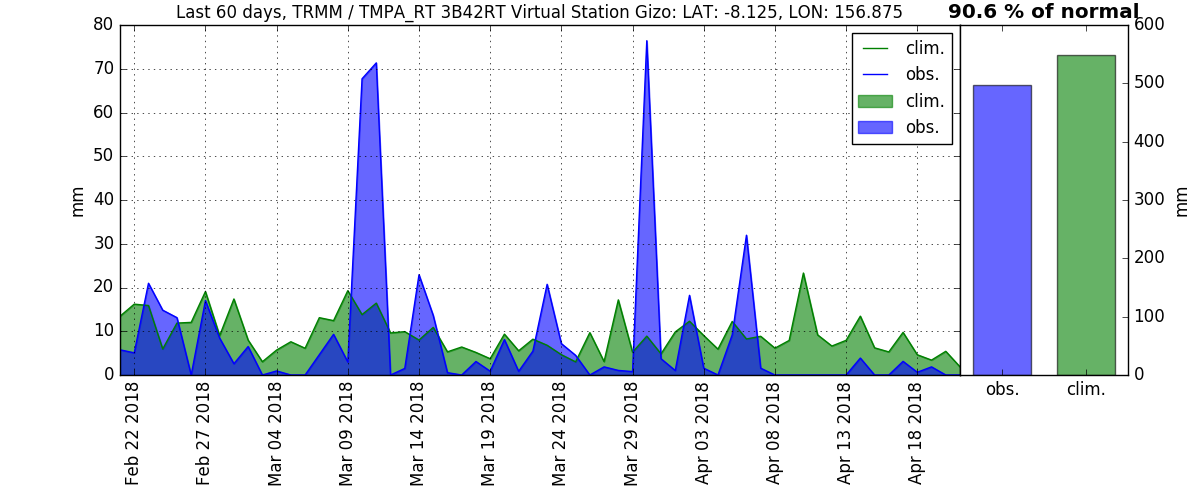 Last 60 days, TRMM / TMPA_RT 3B42RT Virtual Station Gizo: LAT: -8.125, LON: 156.875
90.6 % of normal
80
70
60
50
40
30
20
10
0
mm
clim.
obs.
clim.
obs.
600
500
400
300
200
100
0
mm
obs.
clim.
Feb 22 2018
Feb 27 2018
Mar 04 2018
Mar 09 2018
Mar 14 2018
Mar 19 2018
Mar 24 2018
Mar 29 2018
Apr 03 2018
Apr 08 2018
Apr 13 2018
Apr 18 2018